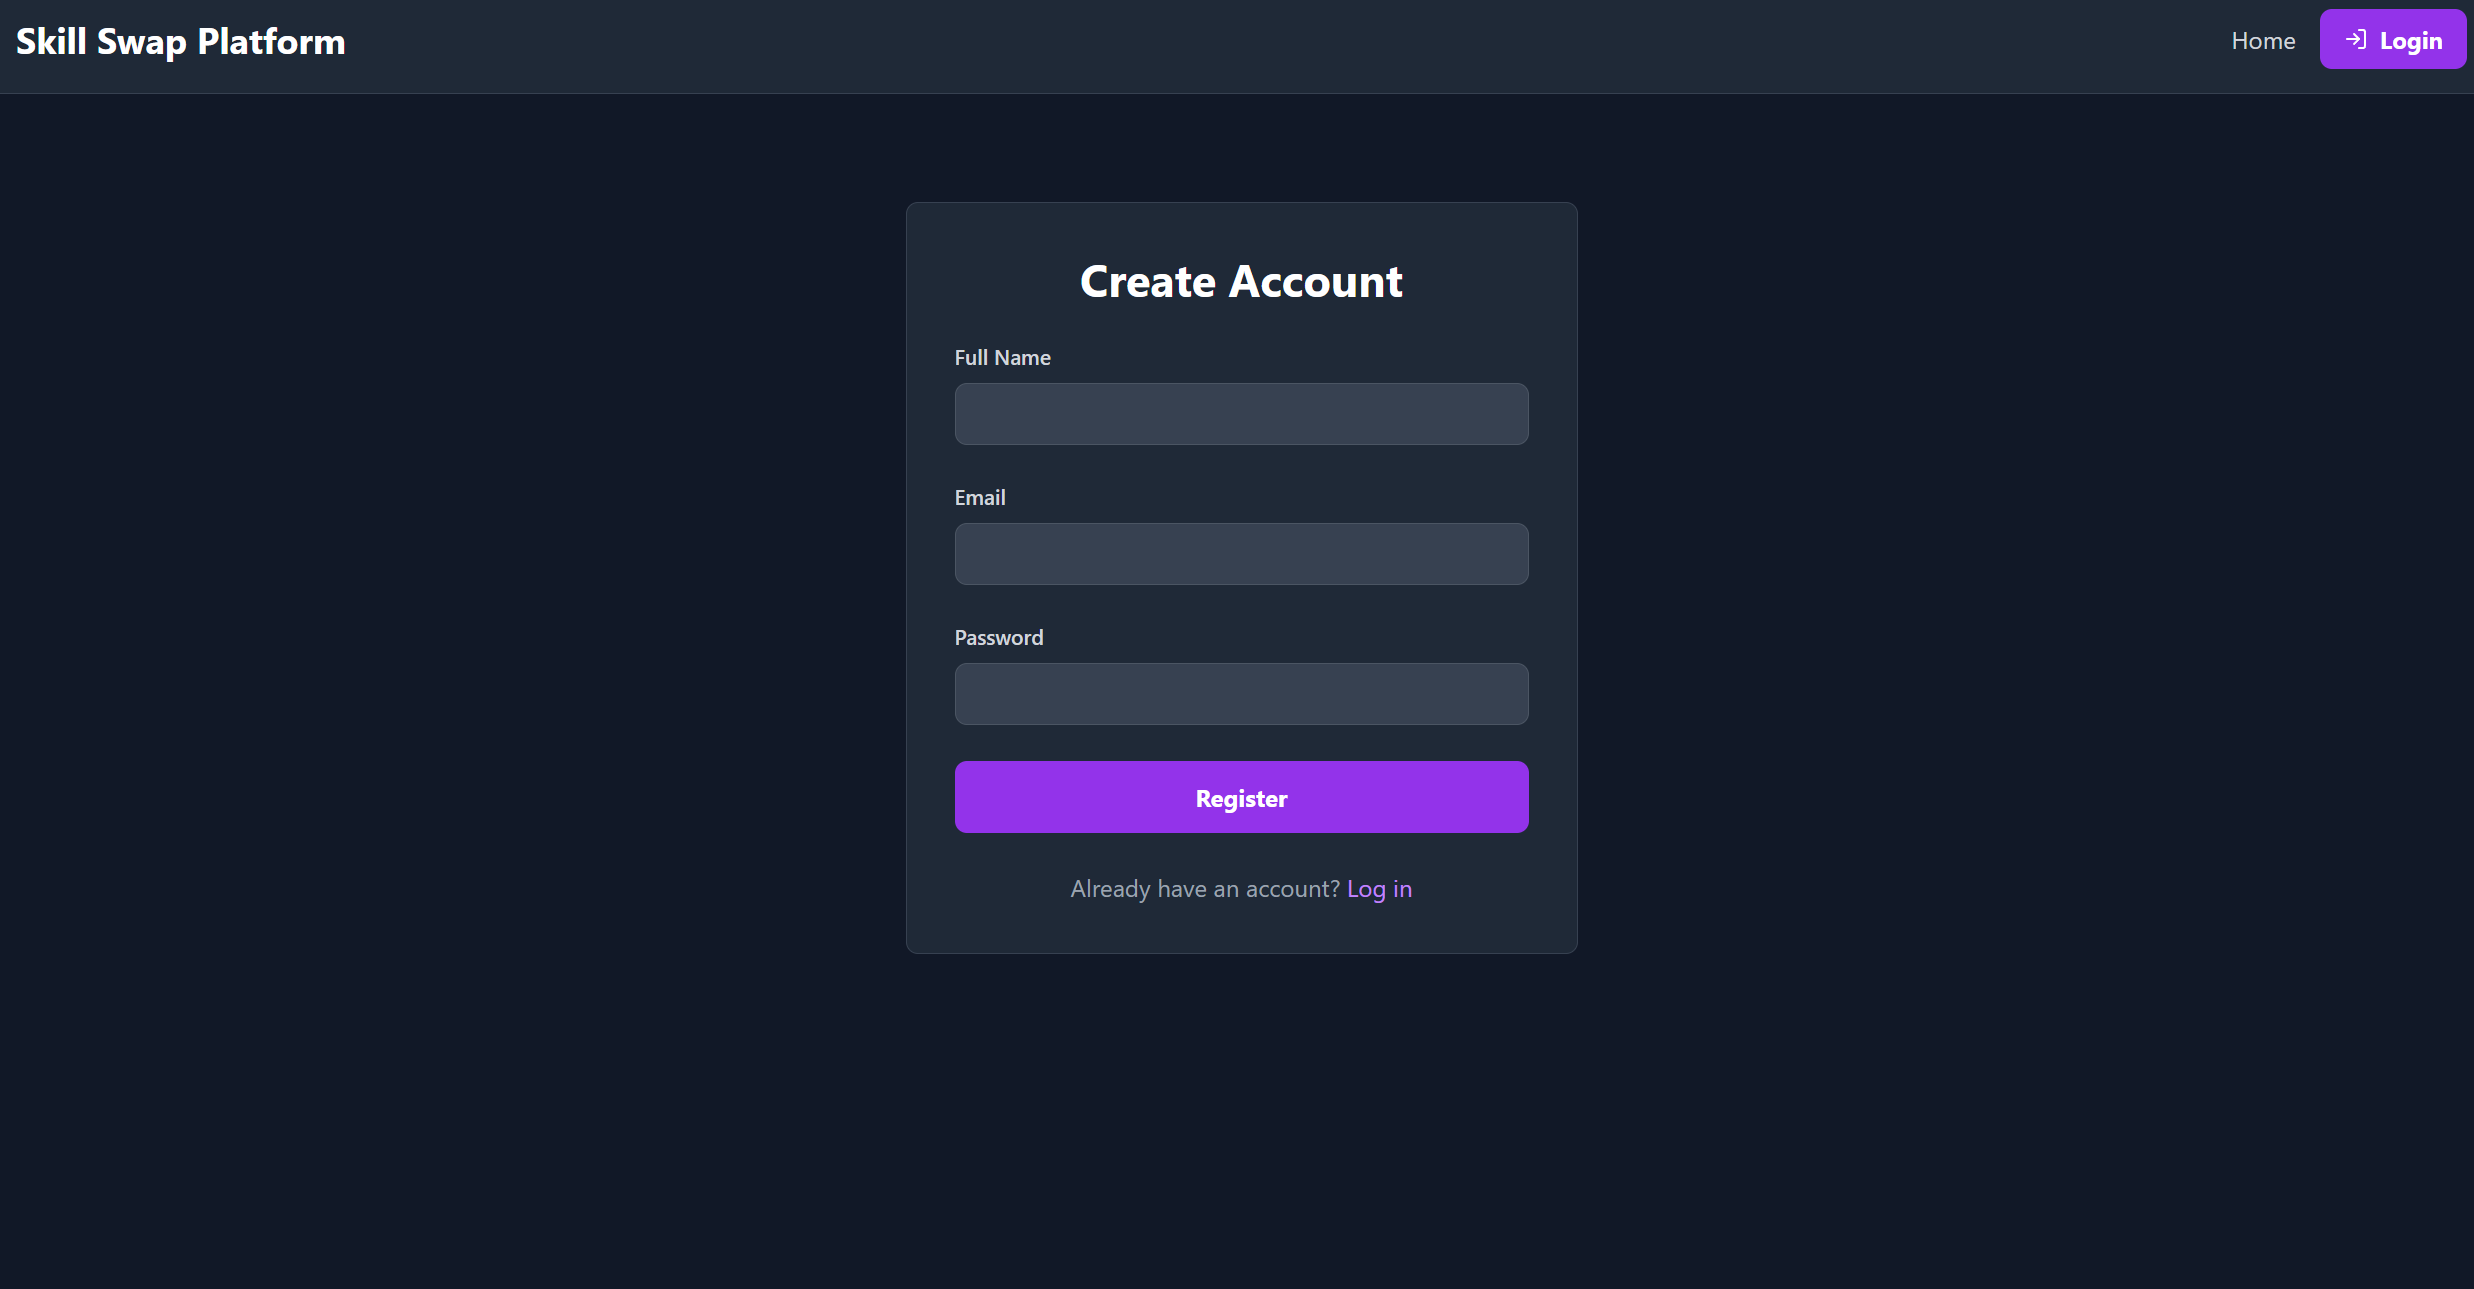 Skill Swap Platform
Home
Login
Create Account
Full Name
Email
Password
Register
Already have an account? Log in